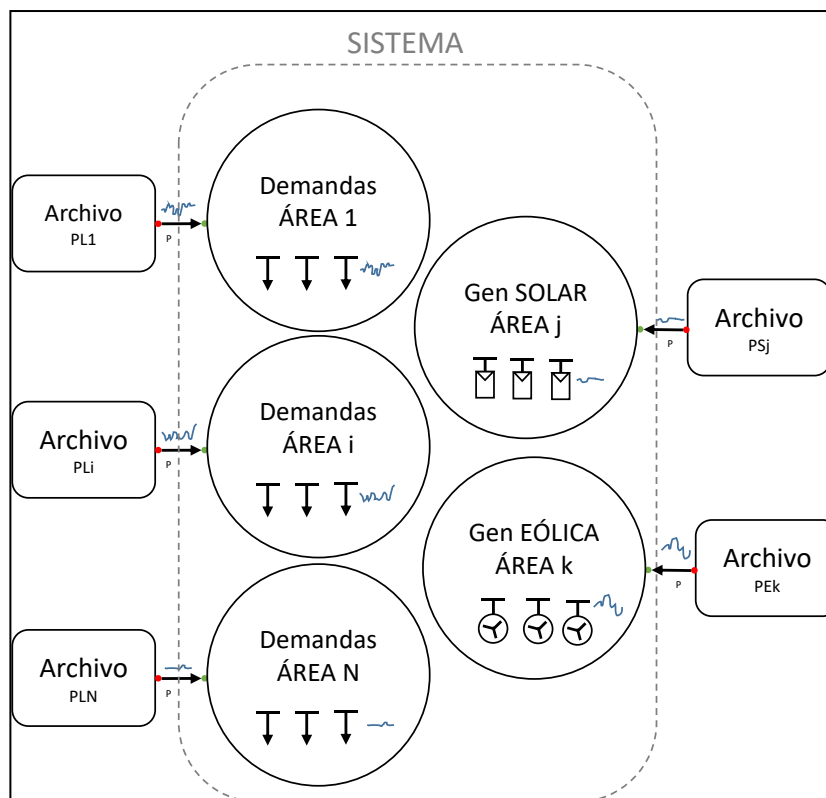 SISTEMA
Archivo
PL1
P
Demandas
ÁREA 1
Gen SOLAR
ÁREA j
P
Archivo
PSj
Archivo
PLi
P
Demandas
ÁREA i
Gen EÓLICA
ÁREA k
P
Archivo
PEk
Archivo
PLN
P
Demandas
ÁREA N